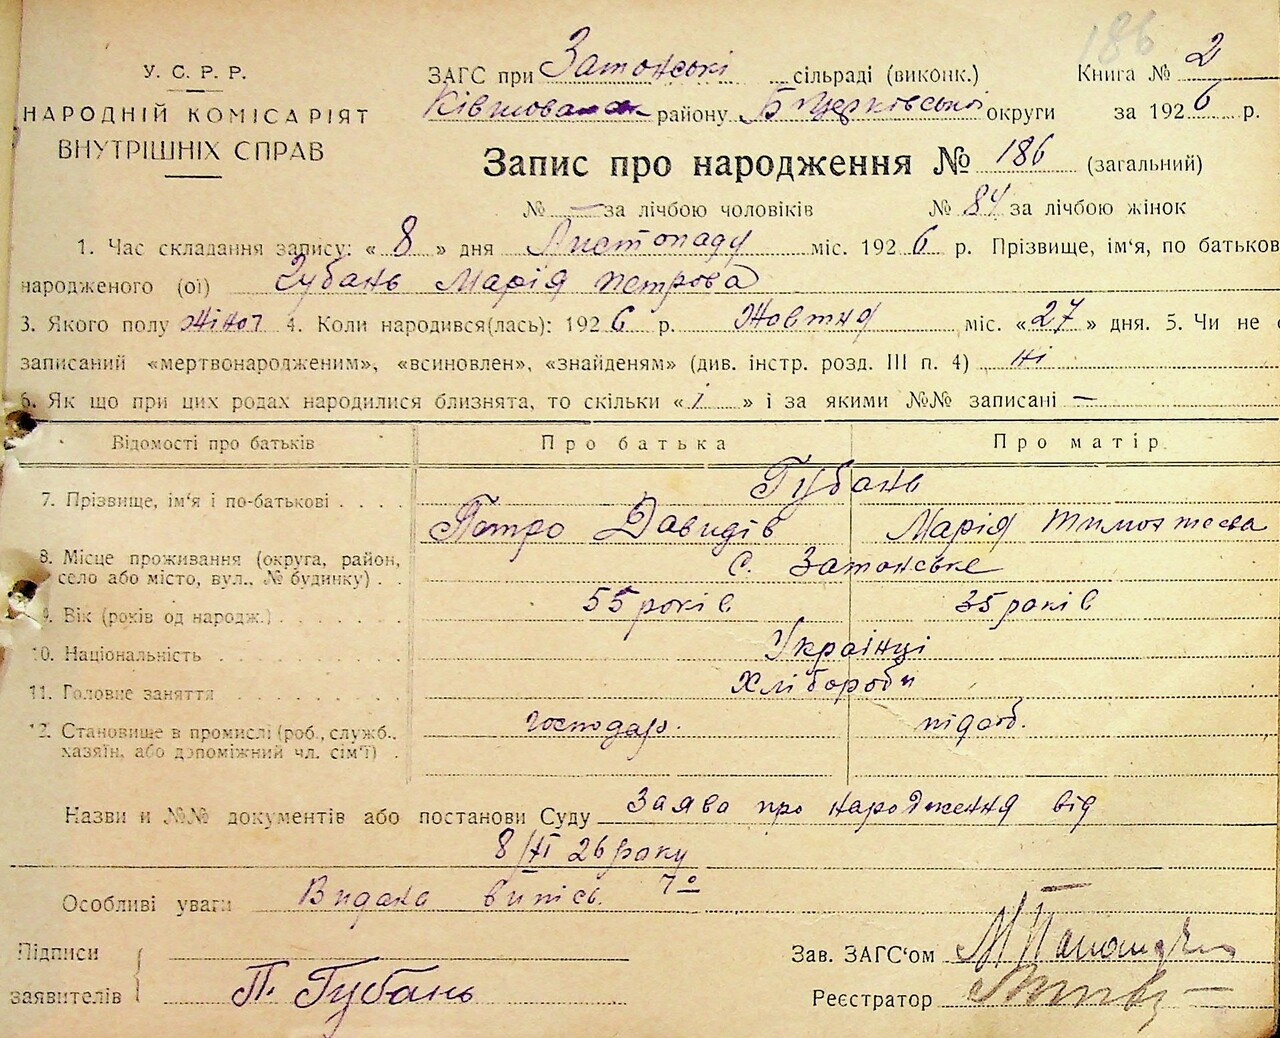 186
У. С. Р. Р.
НАРОДНІЙ КОМІСАРІЯТ
ВНУТРІШНІХ СПРАВ
ЗАГС при Затонські сільраді (виконк.) Книга № 2
району Б Церківської округи за 1926 р.
Запис про народження № 186 (загальний)
№ — за лічбою чоловіків № 84 за лічбою жінок
1. Час складання запису: « 8 » дня Листопаду міс. 1926 р. Прізвище, ім‘я, по батькові
народженого (ої) Губань Марія Петрова
3. Якого полу жіноч 4. Коли народився(лась): 1926 р. Жовтня міс. «27» дня. 5. Чи не
записаний «мертвонародженим», «всиновлен», «знайденям» (див. інстр. розд. III п. 4) ні
6. Як що при цих родах народилися близнята, то скільки « 1 » і за якими №№ записані —
Відомості про батьків Про батька Про матір
7. Прізвище, ім‘я і по-батькові Губань
Петро Давидів Марія Тимохтеева
8. Місце проживання (округа, район,
село або місто, вул., № будинку) с. Затонське
9. Вік (років од народж.) 55 років 35 років
10. Національність Українці
11. Головне заняття Хлібороби
12. Становище в промислі (роб., служб.,
хазяїн, або допоміжний чл. сім‘ї) господар. підсоб.
Назви и №№ документів або постанови Суду Заява про народження від
8/XI 26 року
Особливі уваги Видана випись
Підписи
заявителів П. Губань
Зав. ЗАГС‘ом
Реєстратор